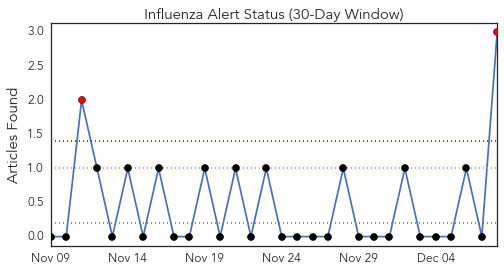 Influenza Alert Status (30-Day Window)
Articles Found
3.0
2.5
2.0
1.5
1.0
0.5
0.0
Nov 09 Nov 14 Nov 19 Nov 24 Nov 29 Dec 04